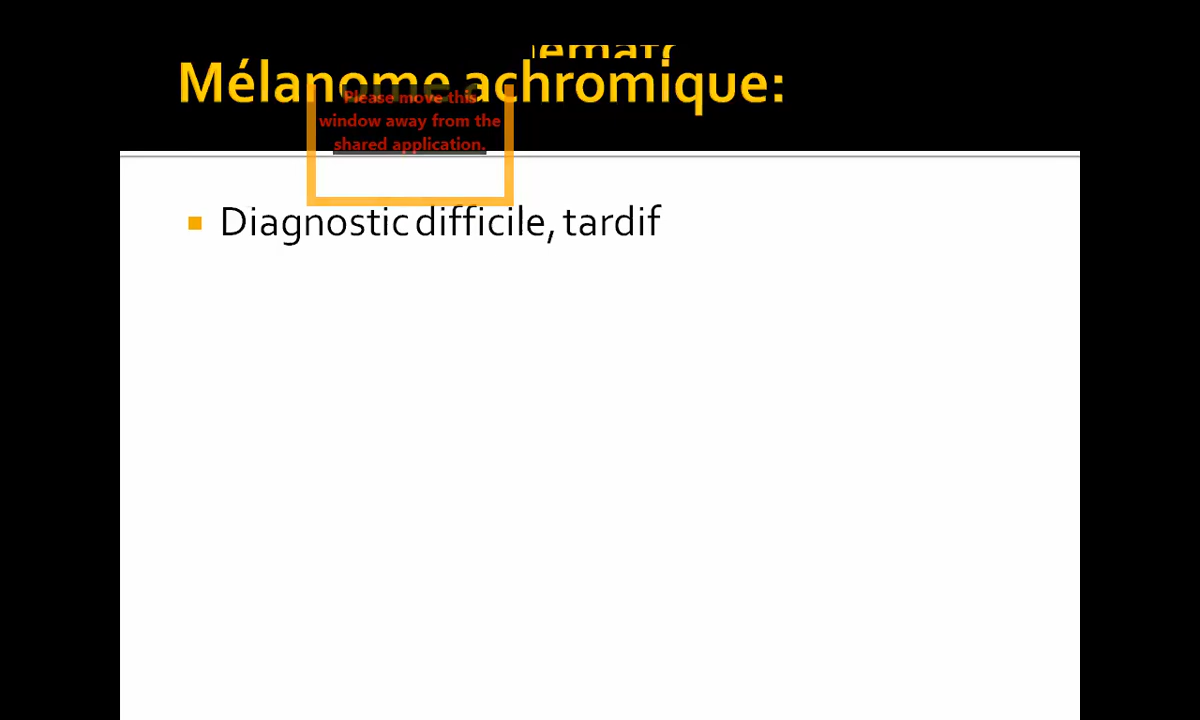 Mélanome achromique:
Please move this
window away from the
shared application.
Diagnostic difficile, tardif